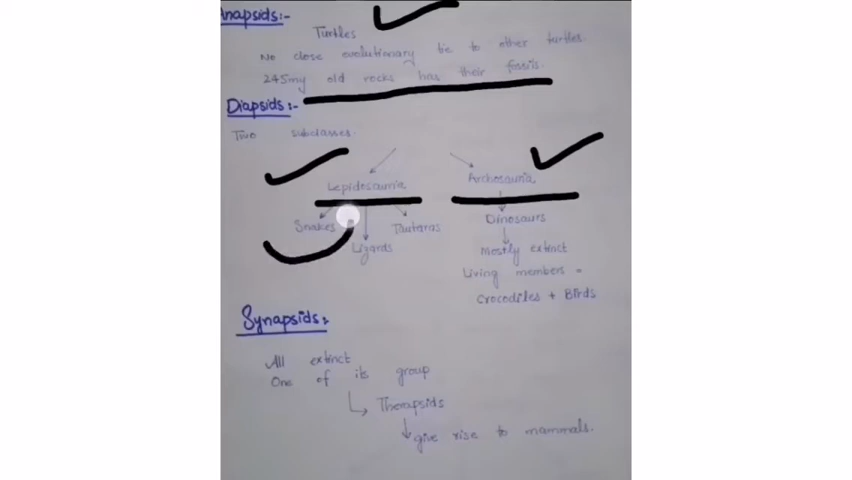 Anapsids:-
Turtles
No close evolutionary tie to other turtles.
245my old rocks has their fossils.
Diapsids:-
Two subclasses.
Lepidosauria Archosauria
Snakes Lizards Tautaras Dinosaurs
Mostly extinct
Living members =
Crocodiles + Birds
Synapsids:-
All extinct
One of its group
Therapsids
give rise to mammals.